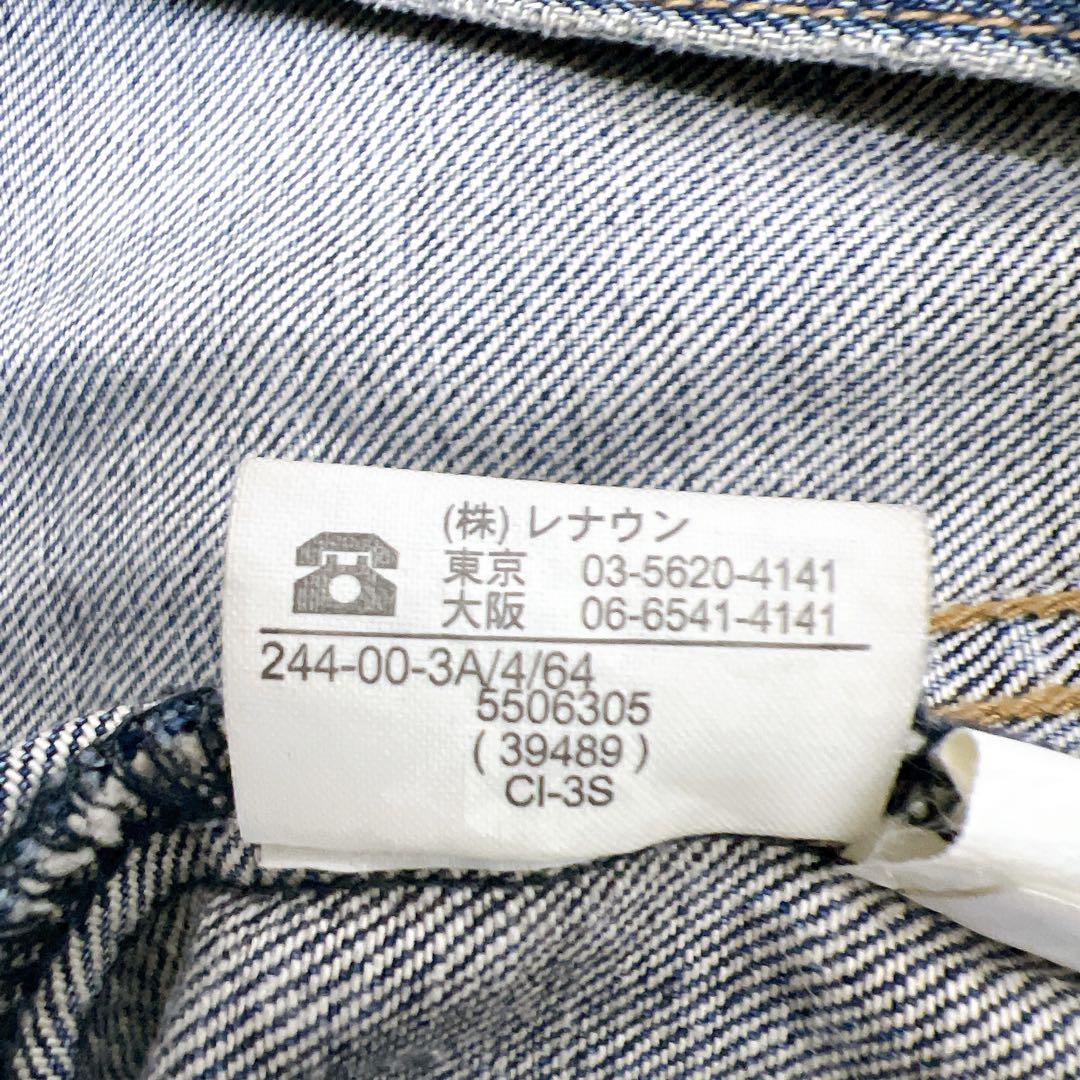 (株) レナウン
東京 03-5620-4141
大阪 06-6541-4141
244-00-3A/4/64
5506305
( 39489 )
CI-3S